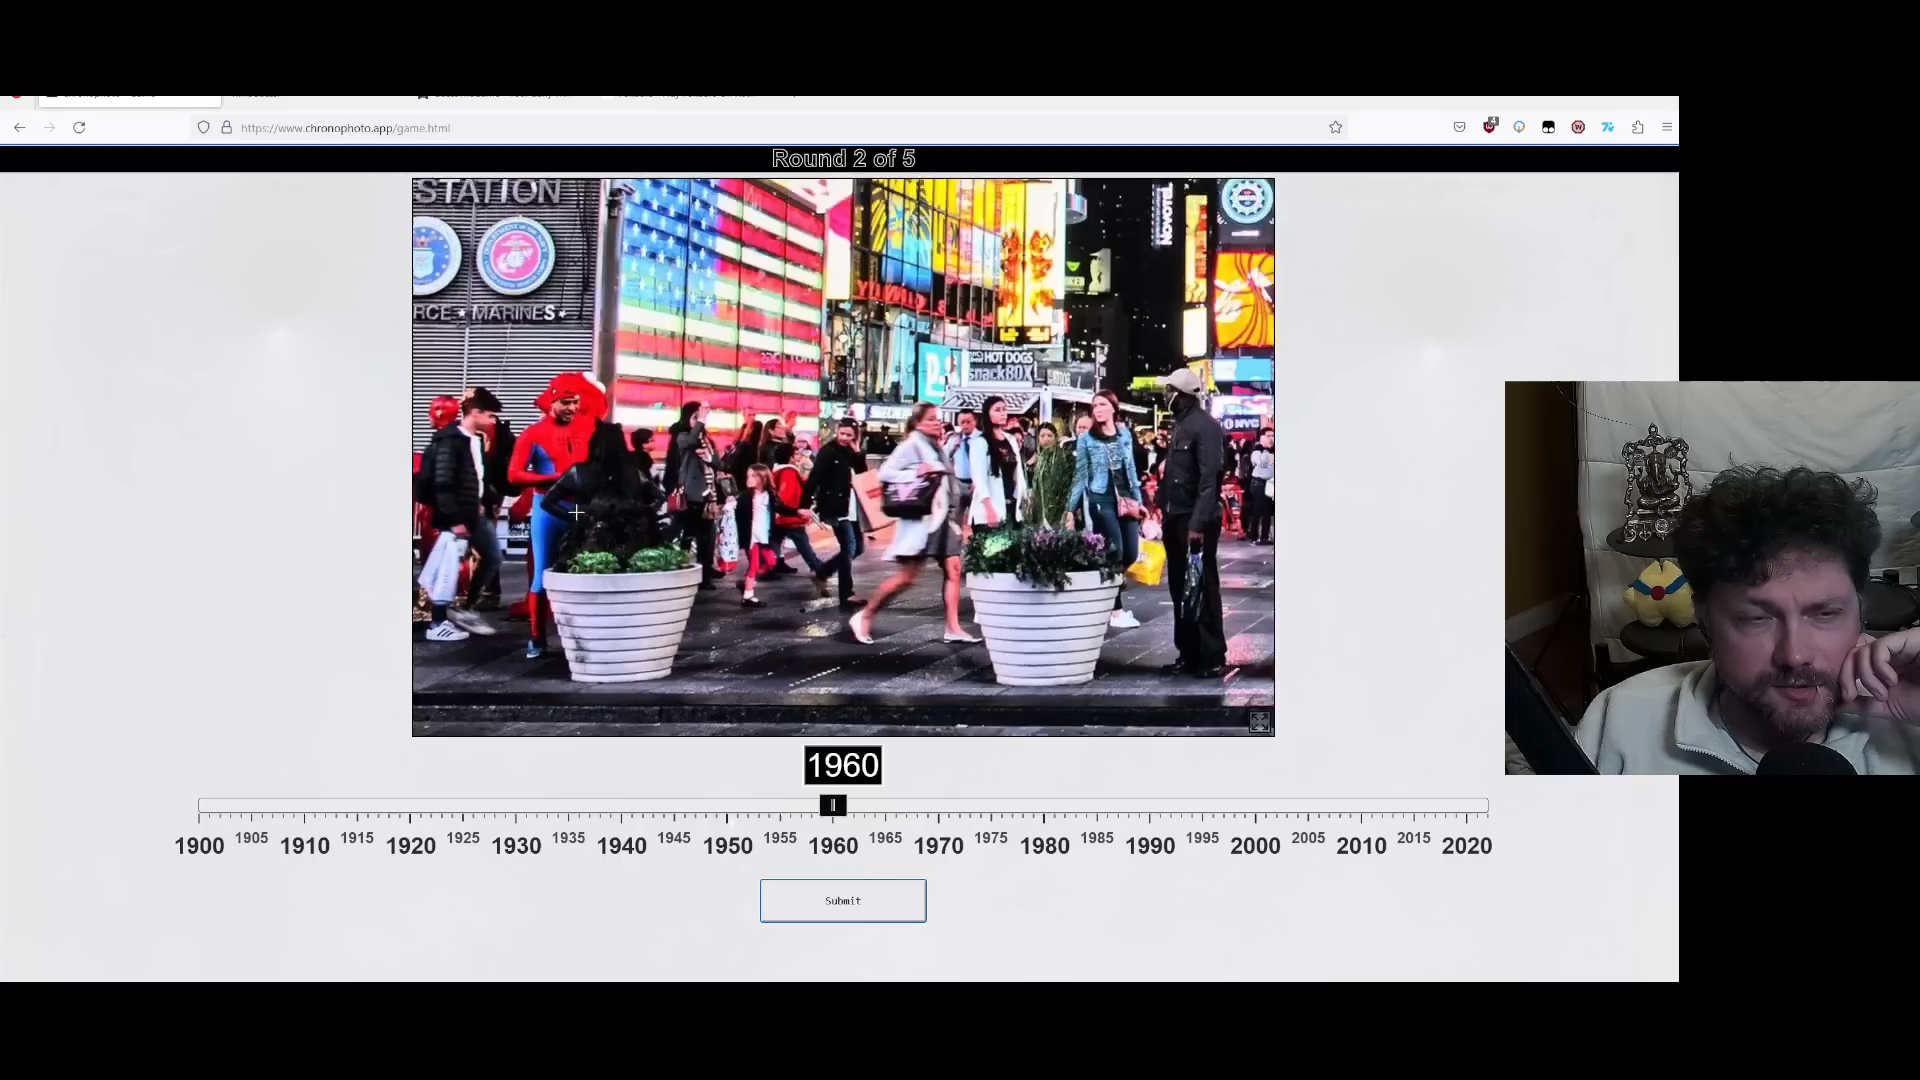 https://www.chronophoto.app/game.html
Round 2 of 5
STATION
NOVOTEL
RCE ★ MARINES ★
HOT DOGS
snackBOX
NYC
1960
1900 1905 1910 1915 1920 1925 1930 1935 1940 1945 1950 1955 1960 1965 1970 1975 1980 1985 1990 1995 2000 2005 2010 2015 2020
Submit